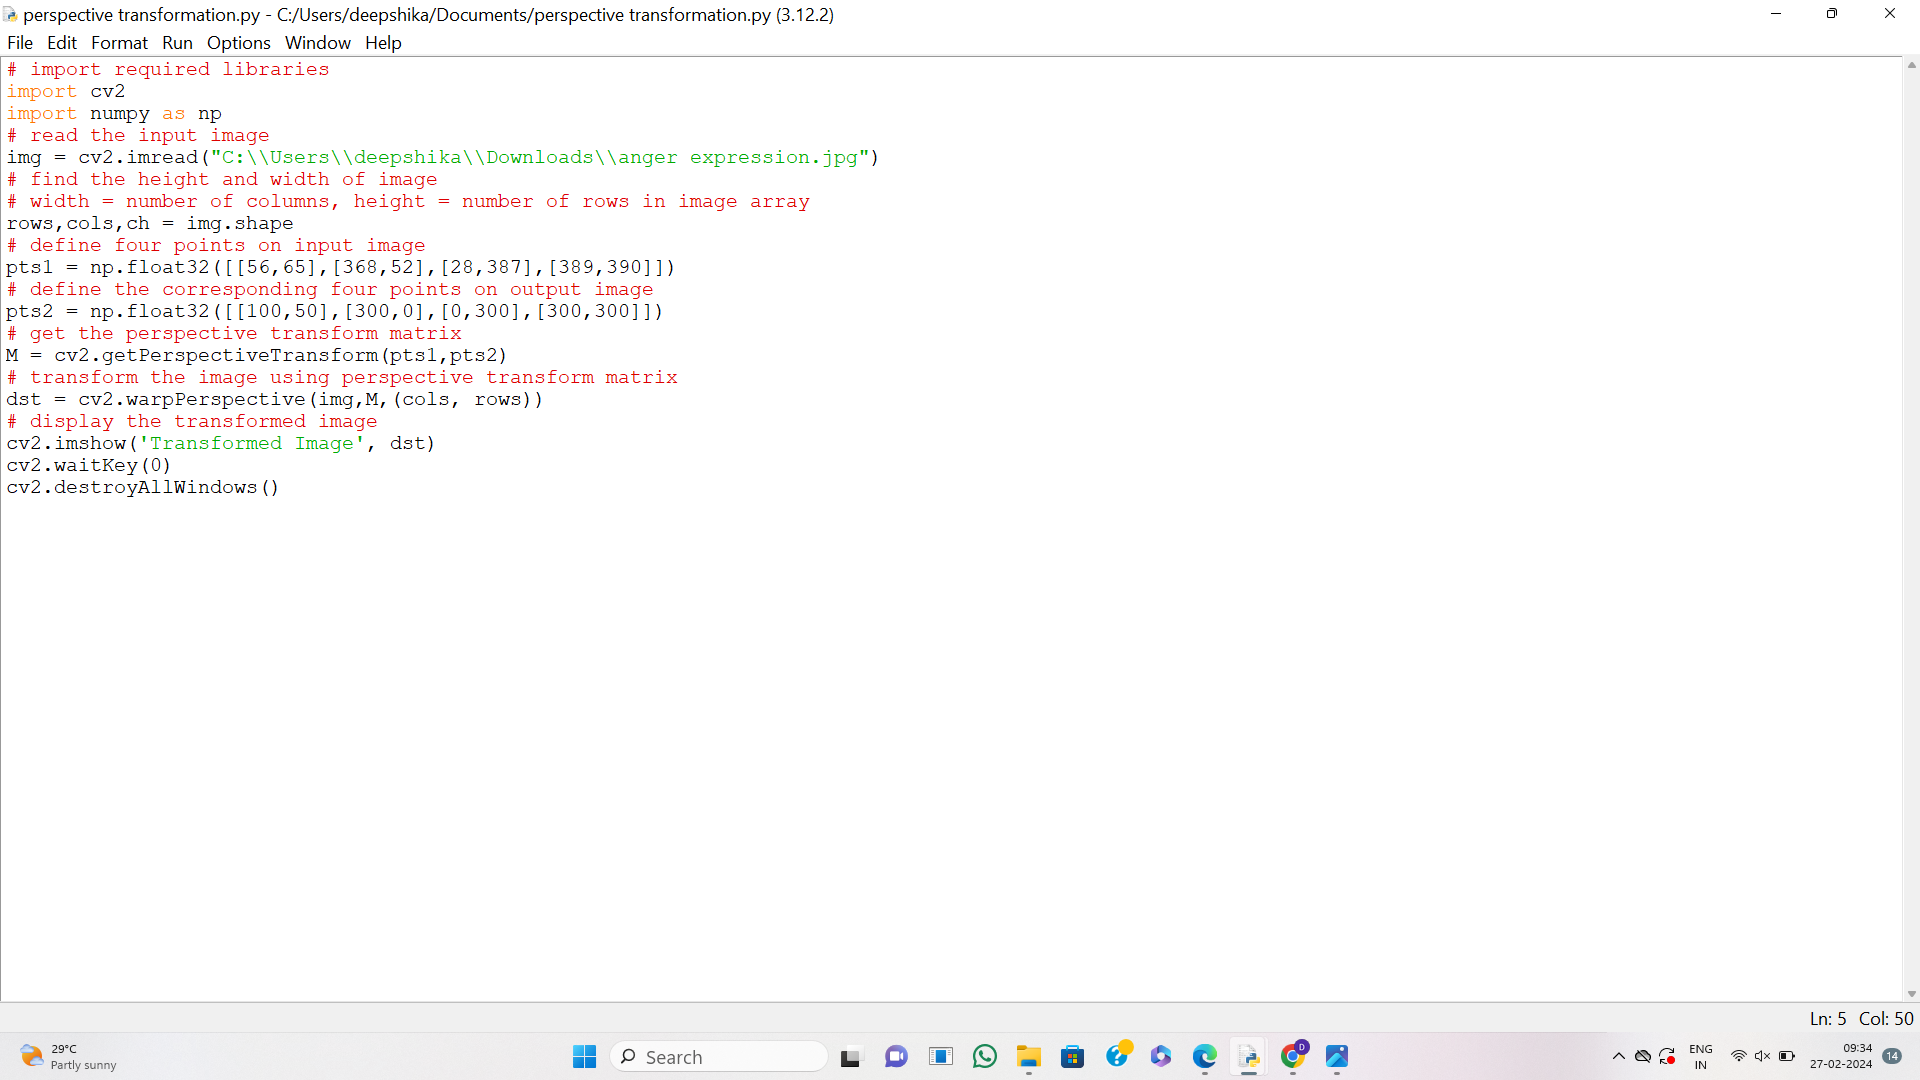 perspective transformation.py - C:/Users/deepshika/Documents/perspective transformation.py (3.12.2)
File Edit Format Run Options Window Help
# import required libraries
import cv2
import numpy as np
# read the input image
img = cv2.imread("C:\\Users\\deepshika\\Downloads\\anger expression.jpg")
# find the height and width of image
# width = number of columns, height = number of rows in image array
rows,cols,ch = img.shape
# define four points on input image
pts1 = np.float32([[56,65],[368,52],[28,387],[389,390]])
# define the corresponding four points on output image
pts2 = np.float32([[100,50],[300,0],[0,300],[300,300]])
# get the perspective transform matrix
M = cv2.getPerspectiveTransform(pts1,pts2)
# transform the image using perspective transform matrix
dst = cv2.warpPerspective(img,M,(cols, rows))
# display the transformed image
cv2.imshow('Transformed Image', dst)
cv2.waitKey(0)
cv2.destroyAllWindows()
Ln: 5 Col: 50
29°C
Partly sunny
Search
D
ENG
IN
09:34
27-02-2024
14